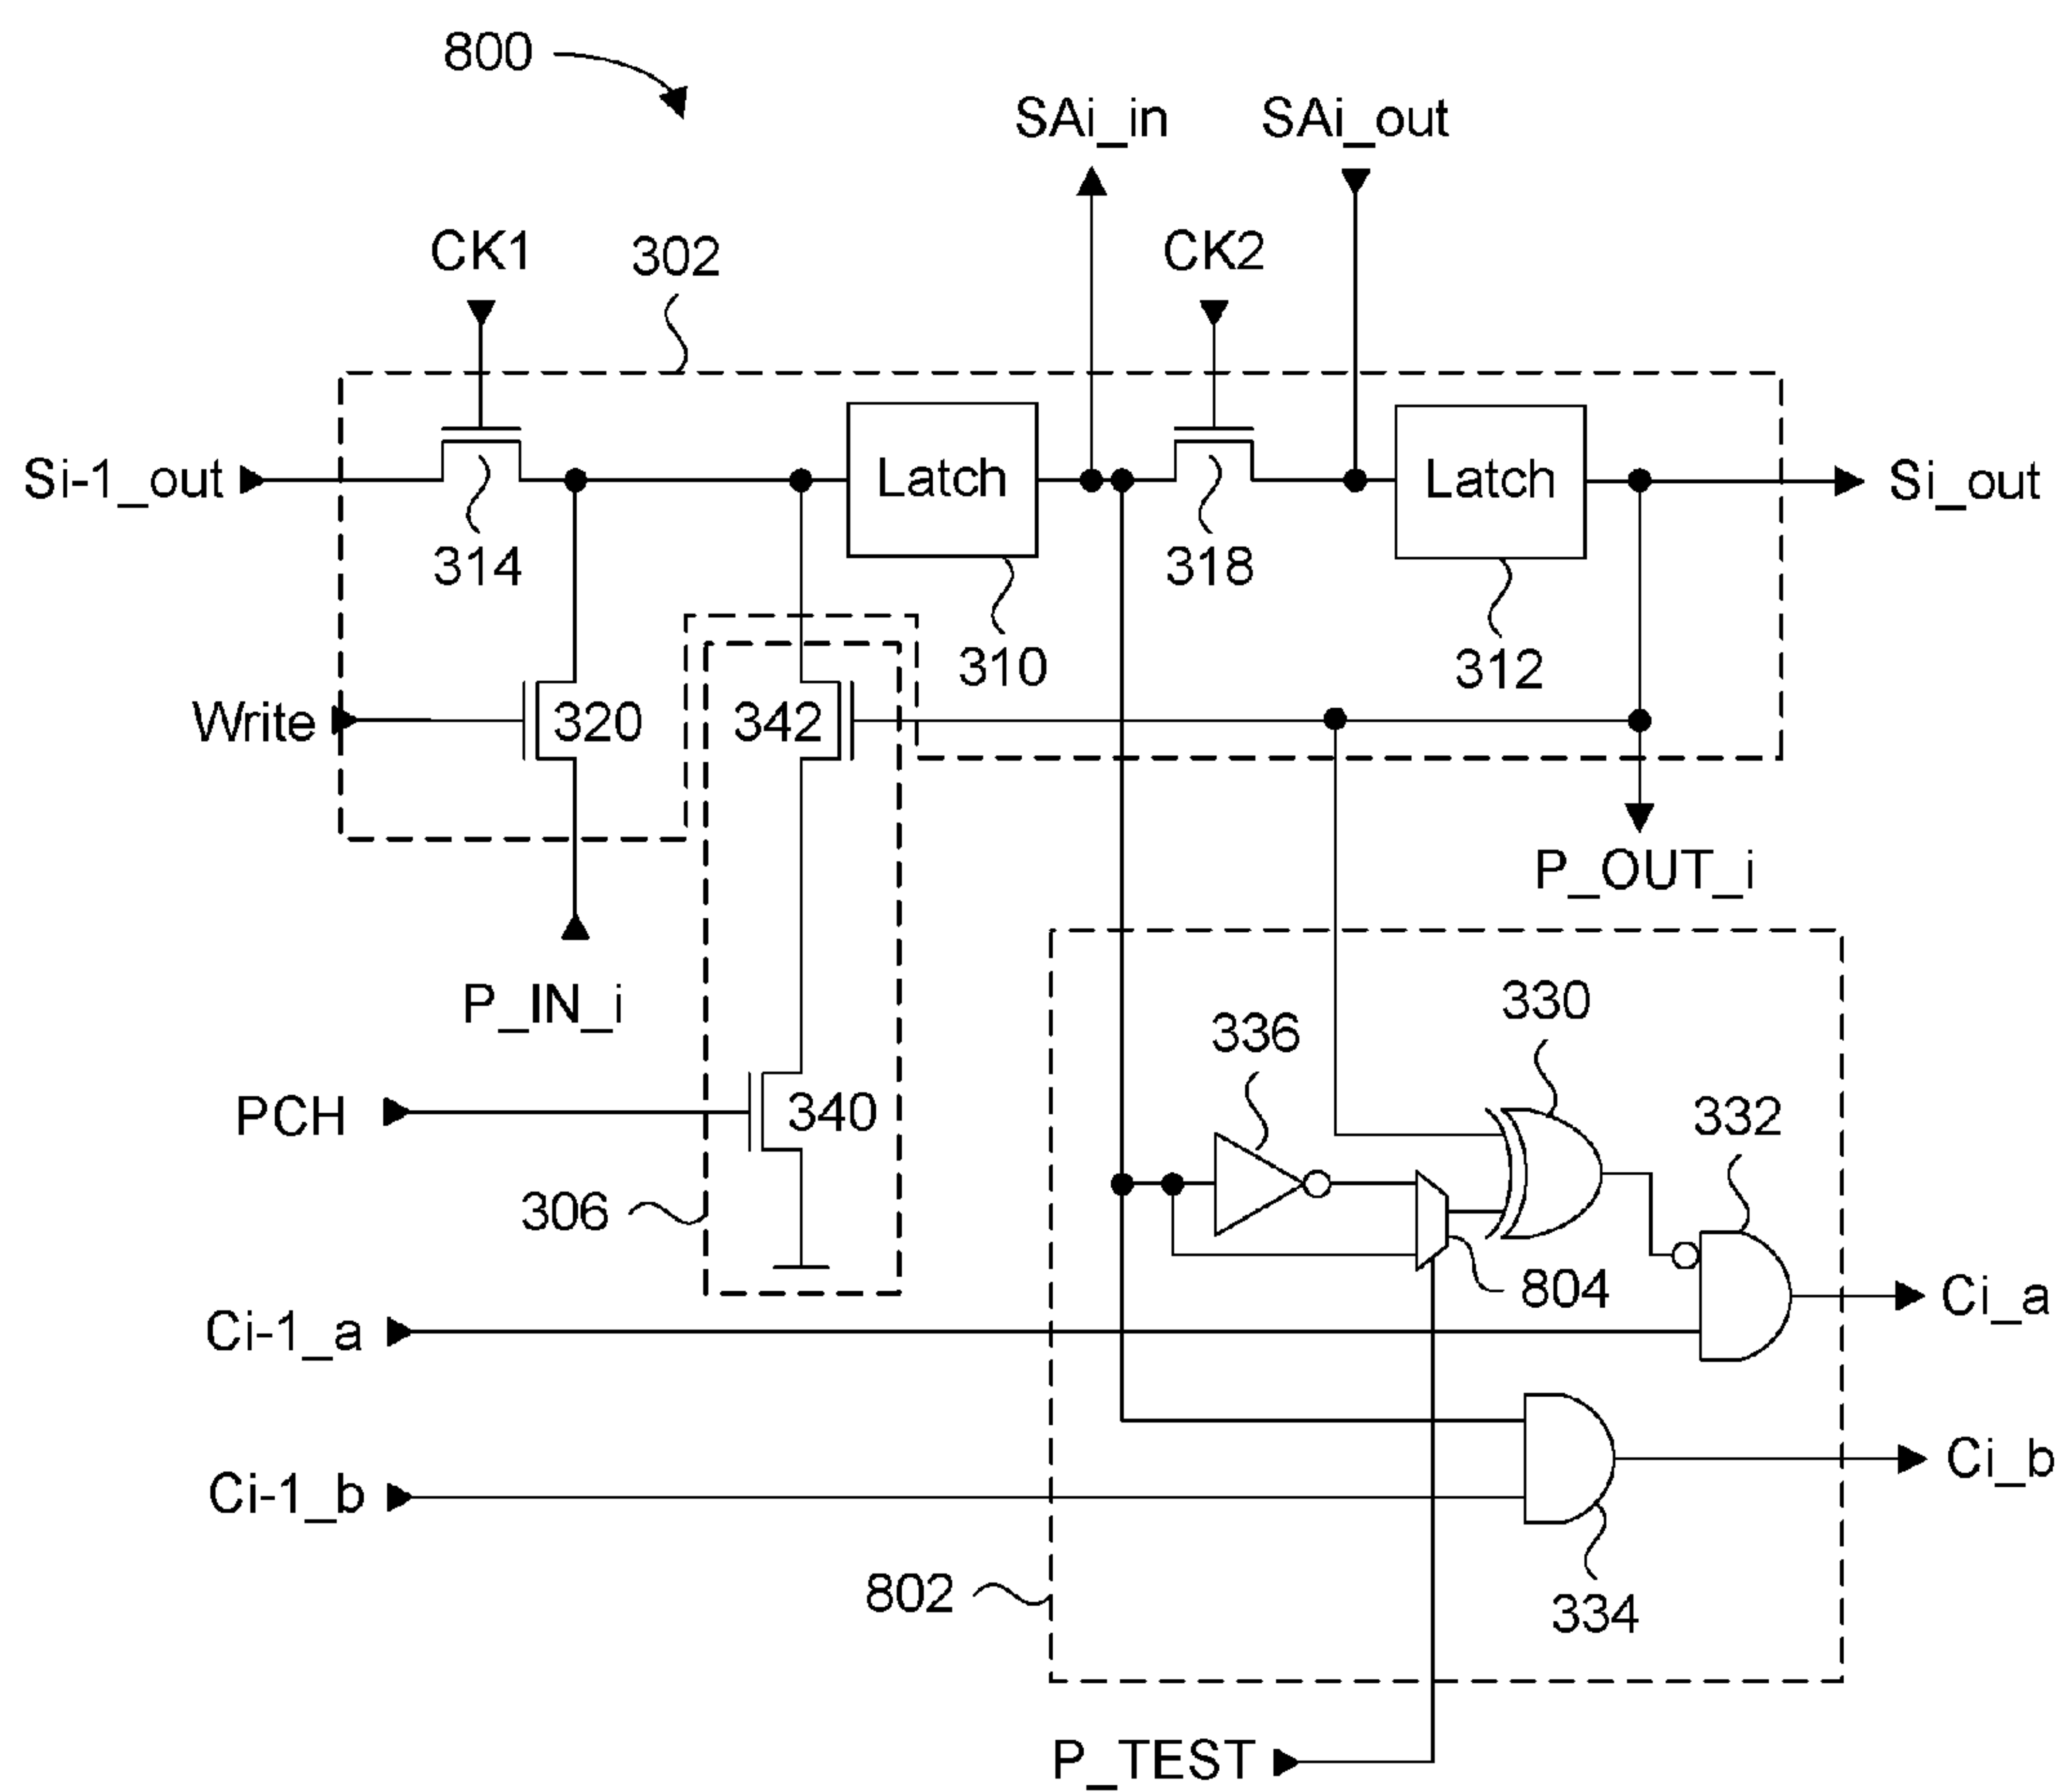 800
SAi_in
SAi_out
CK1
302
CK2
Si-1_out
Latch
Latch
Si_out
314
318
310
312
Write
320
342
P_OUT_i
P_IN_i
330
336
PCH
340
332
306
804
Ci-1_a
Ci_a
Ci-1_b
Ci_b
802
334
P_TEST